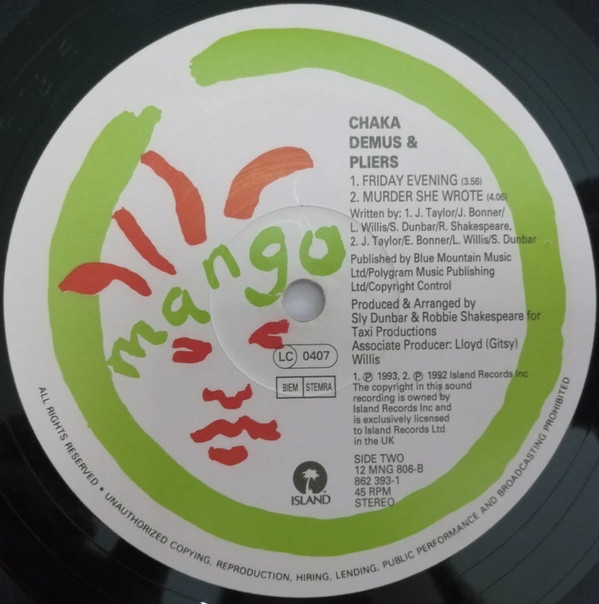 CHAKA
DEMUS &
PLIERS
1. FRIDAY EVENING (3.56)
2. MURDER SHE WROTE (4.06)
Written by: 1. J. Taylor/J. Bonner/
L. Willis/S. Dunbar/R. Shakespeare,
2. J. Taylor/E. Bonner/L. Willis/S. Dunbar
Published by Blue Mountain Music
Ltd/Polygram Music Publishing
Ltd/Copyright Control
Produced & Arranged by
Sly Dunbar & Robbie Shakespeare for
Taxi Productions
Associate Producer: Lloyd (Gitsy)
Willis
1. ℗ 1993, 2. ℗ 1992 Island Records Inc
The copyright in this sound
recording is owned by
Island Records Inc and
is exclusively licensed
to Island Records Ltd
in the UK
SIDE TWO
12 MNG 806-B
862 393-1
45 RPM
STEREO
mango
LC 0407
BIEM STEMRA
ISLAND
ALL RIGHTS RESERVED • UNAUTHORIZED COPYING, REPRODUCTION, HIRING, LENDING, PUBLIC PERFORMANCE AND BROADCASTING PROHIBITED